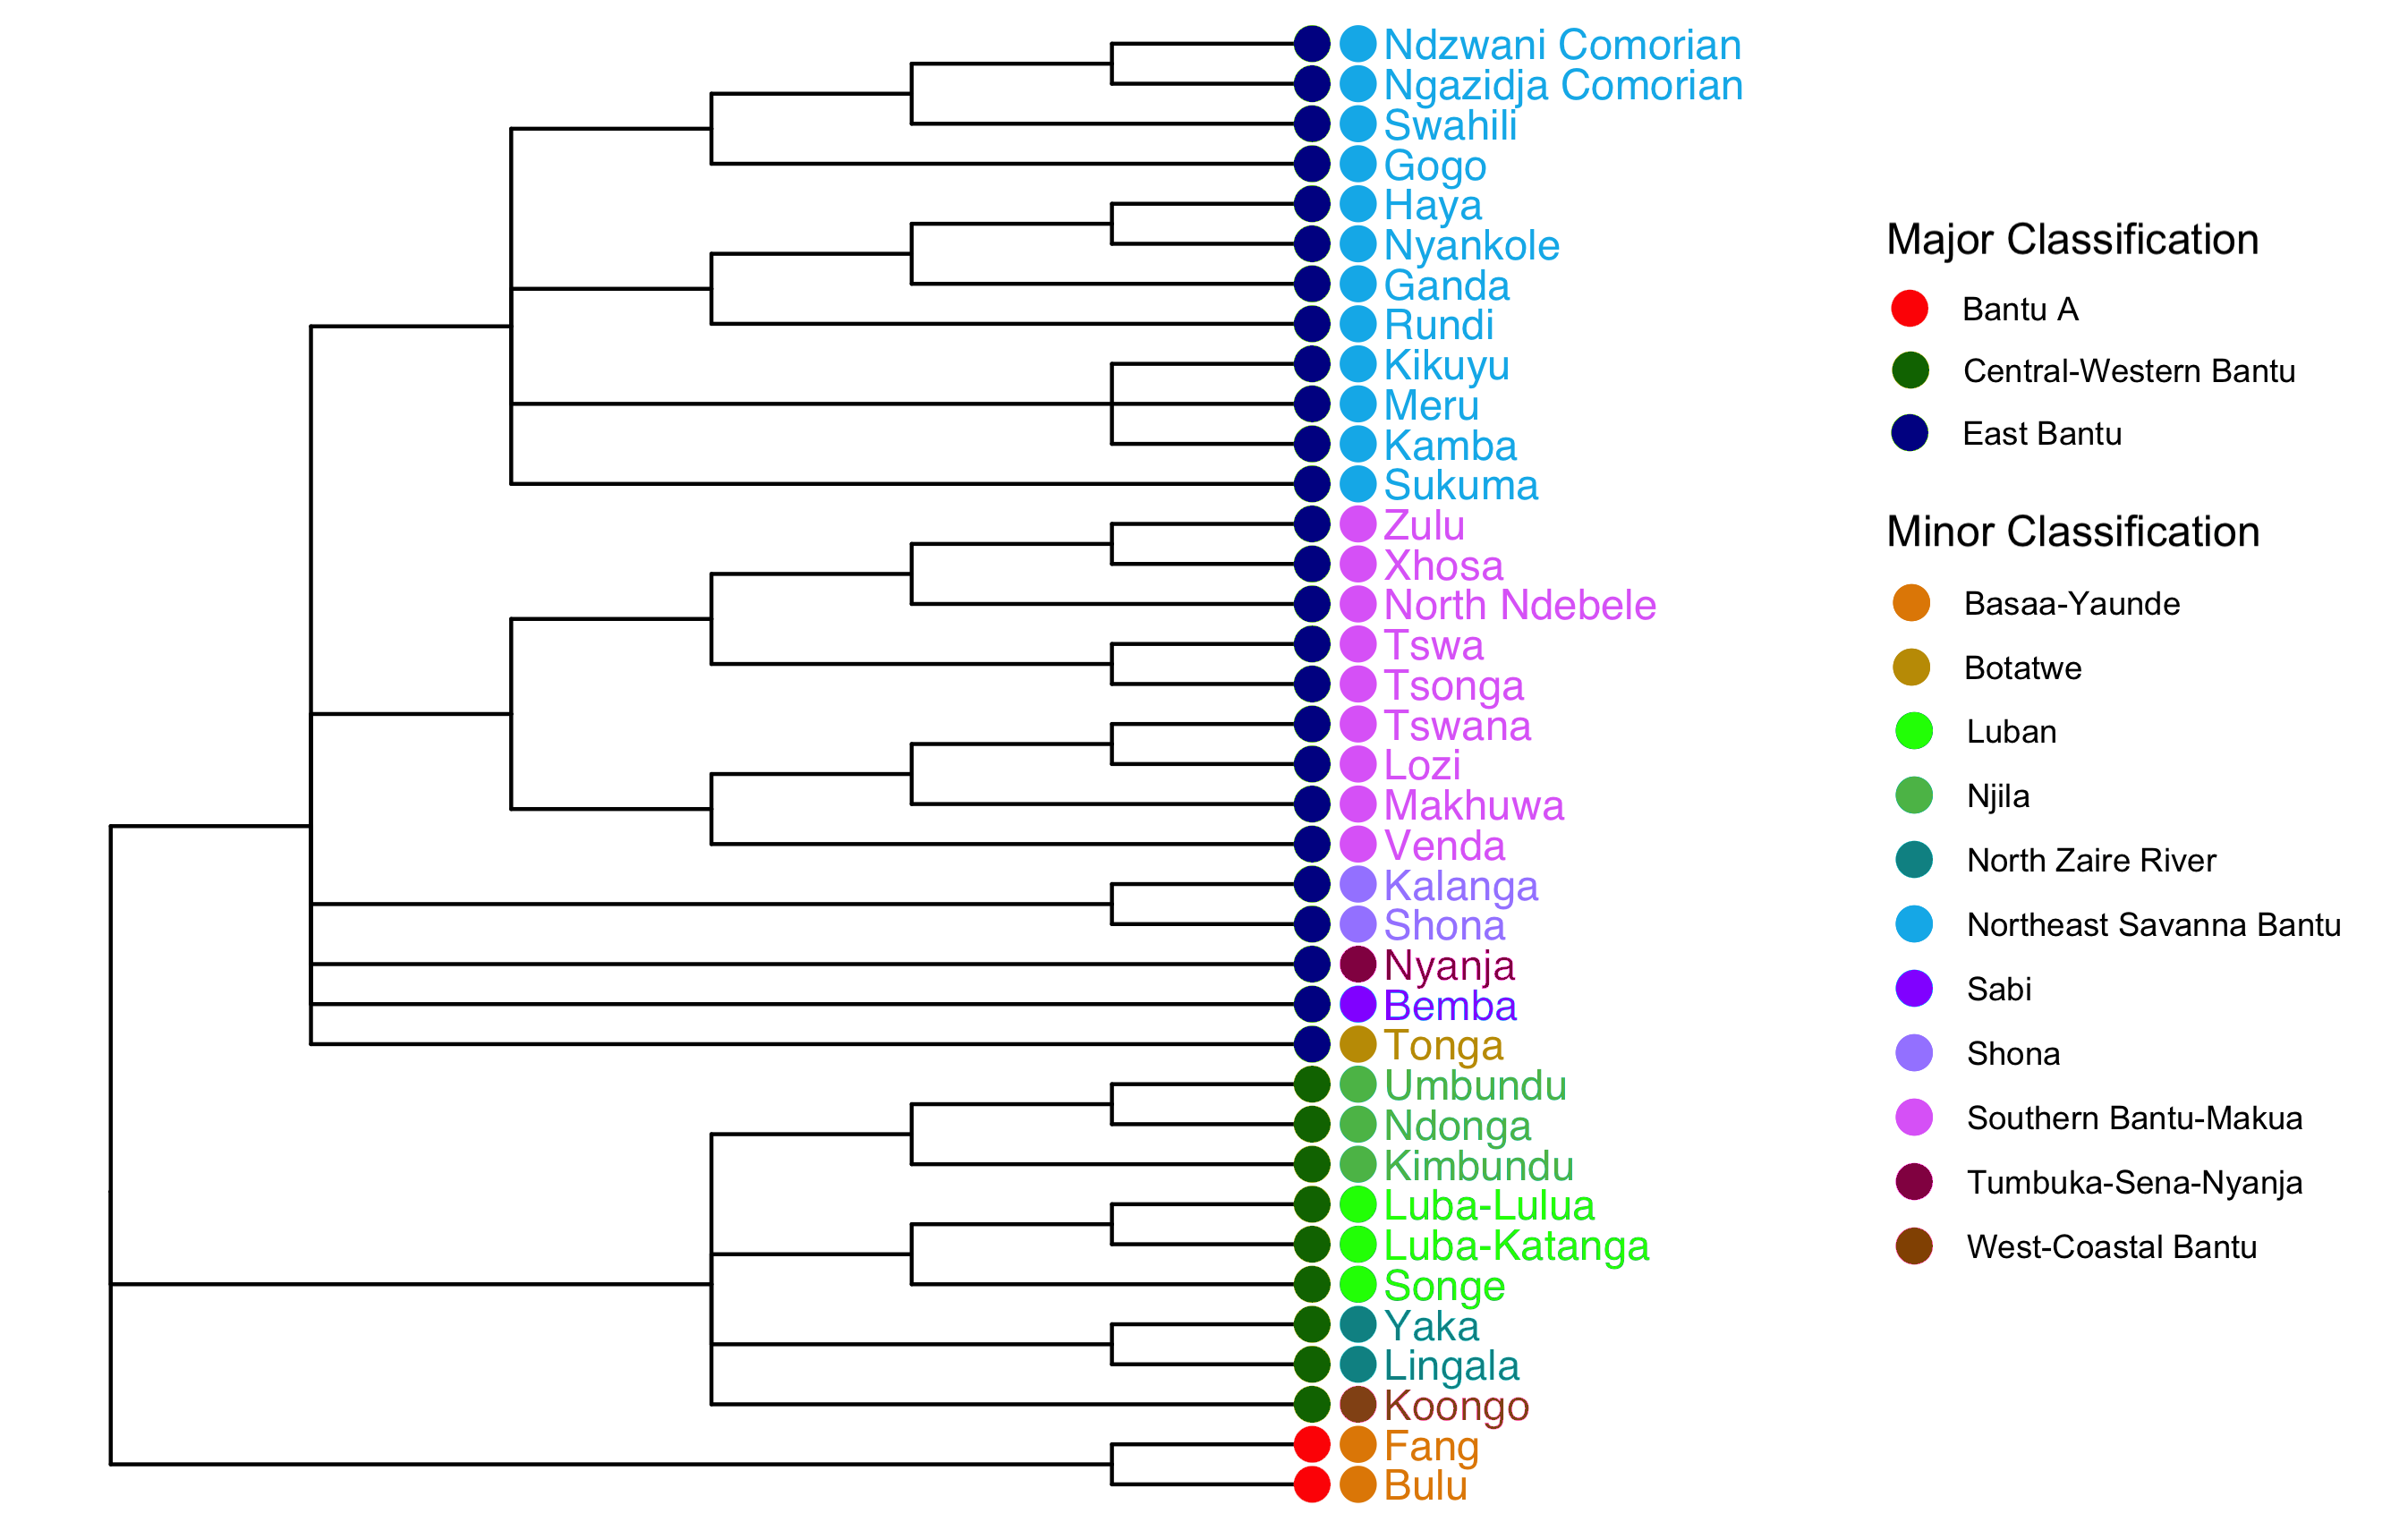 Ndzwani Comorian
Ngazidja Comorian
Swahili
Gogo
Haya
Nyankole
Ganda
Rundi
Kikuyu
Meru
Kamba
Sukuma
Zulu
Xhosa
North Ndebele
Tswa
Tsonga
Tswana
Lozi
Makhuwa
Venda
Kalanga
Shona
Nyanja
Bemba
Tonga
Umbundu
Ndonga
Kimbundu
Luba-Lulua
Luba-Katanga
Songe
Yaka
Lingala
Koongo
Fang
Bulu
Major Classification
Bantu A
Central-Western Bantu
East Bantu
Minor Classification
Basaa-Yaunde
Botatwe
Luban
Njila
North Zaire River
Northeast Savanna Bantu
Sabi
Shona
Southern Bantu-Makua
Tumbuka-Sena-Nyanja
West-Coastal Bantu